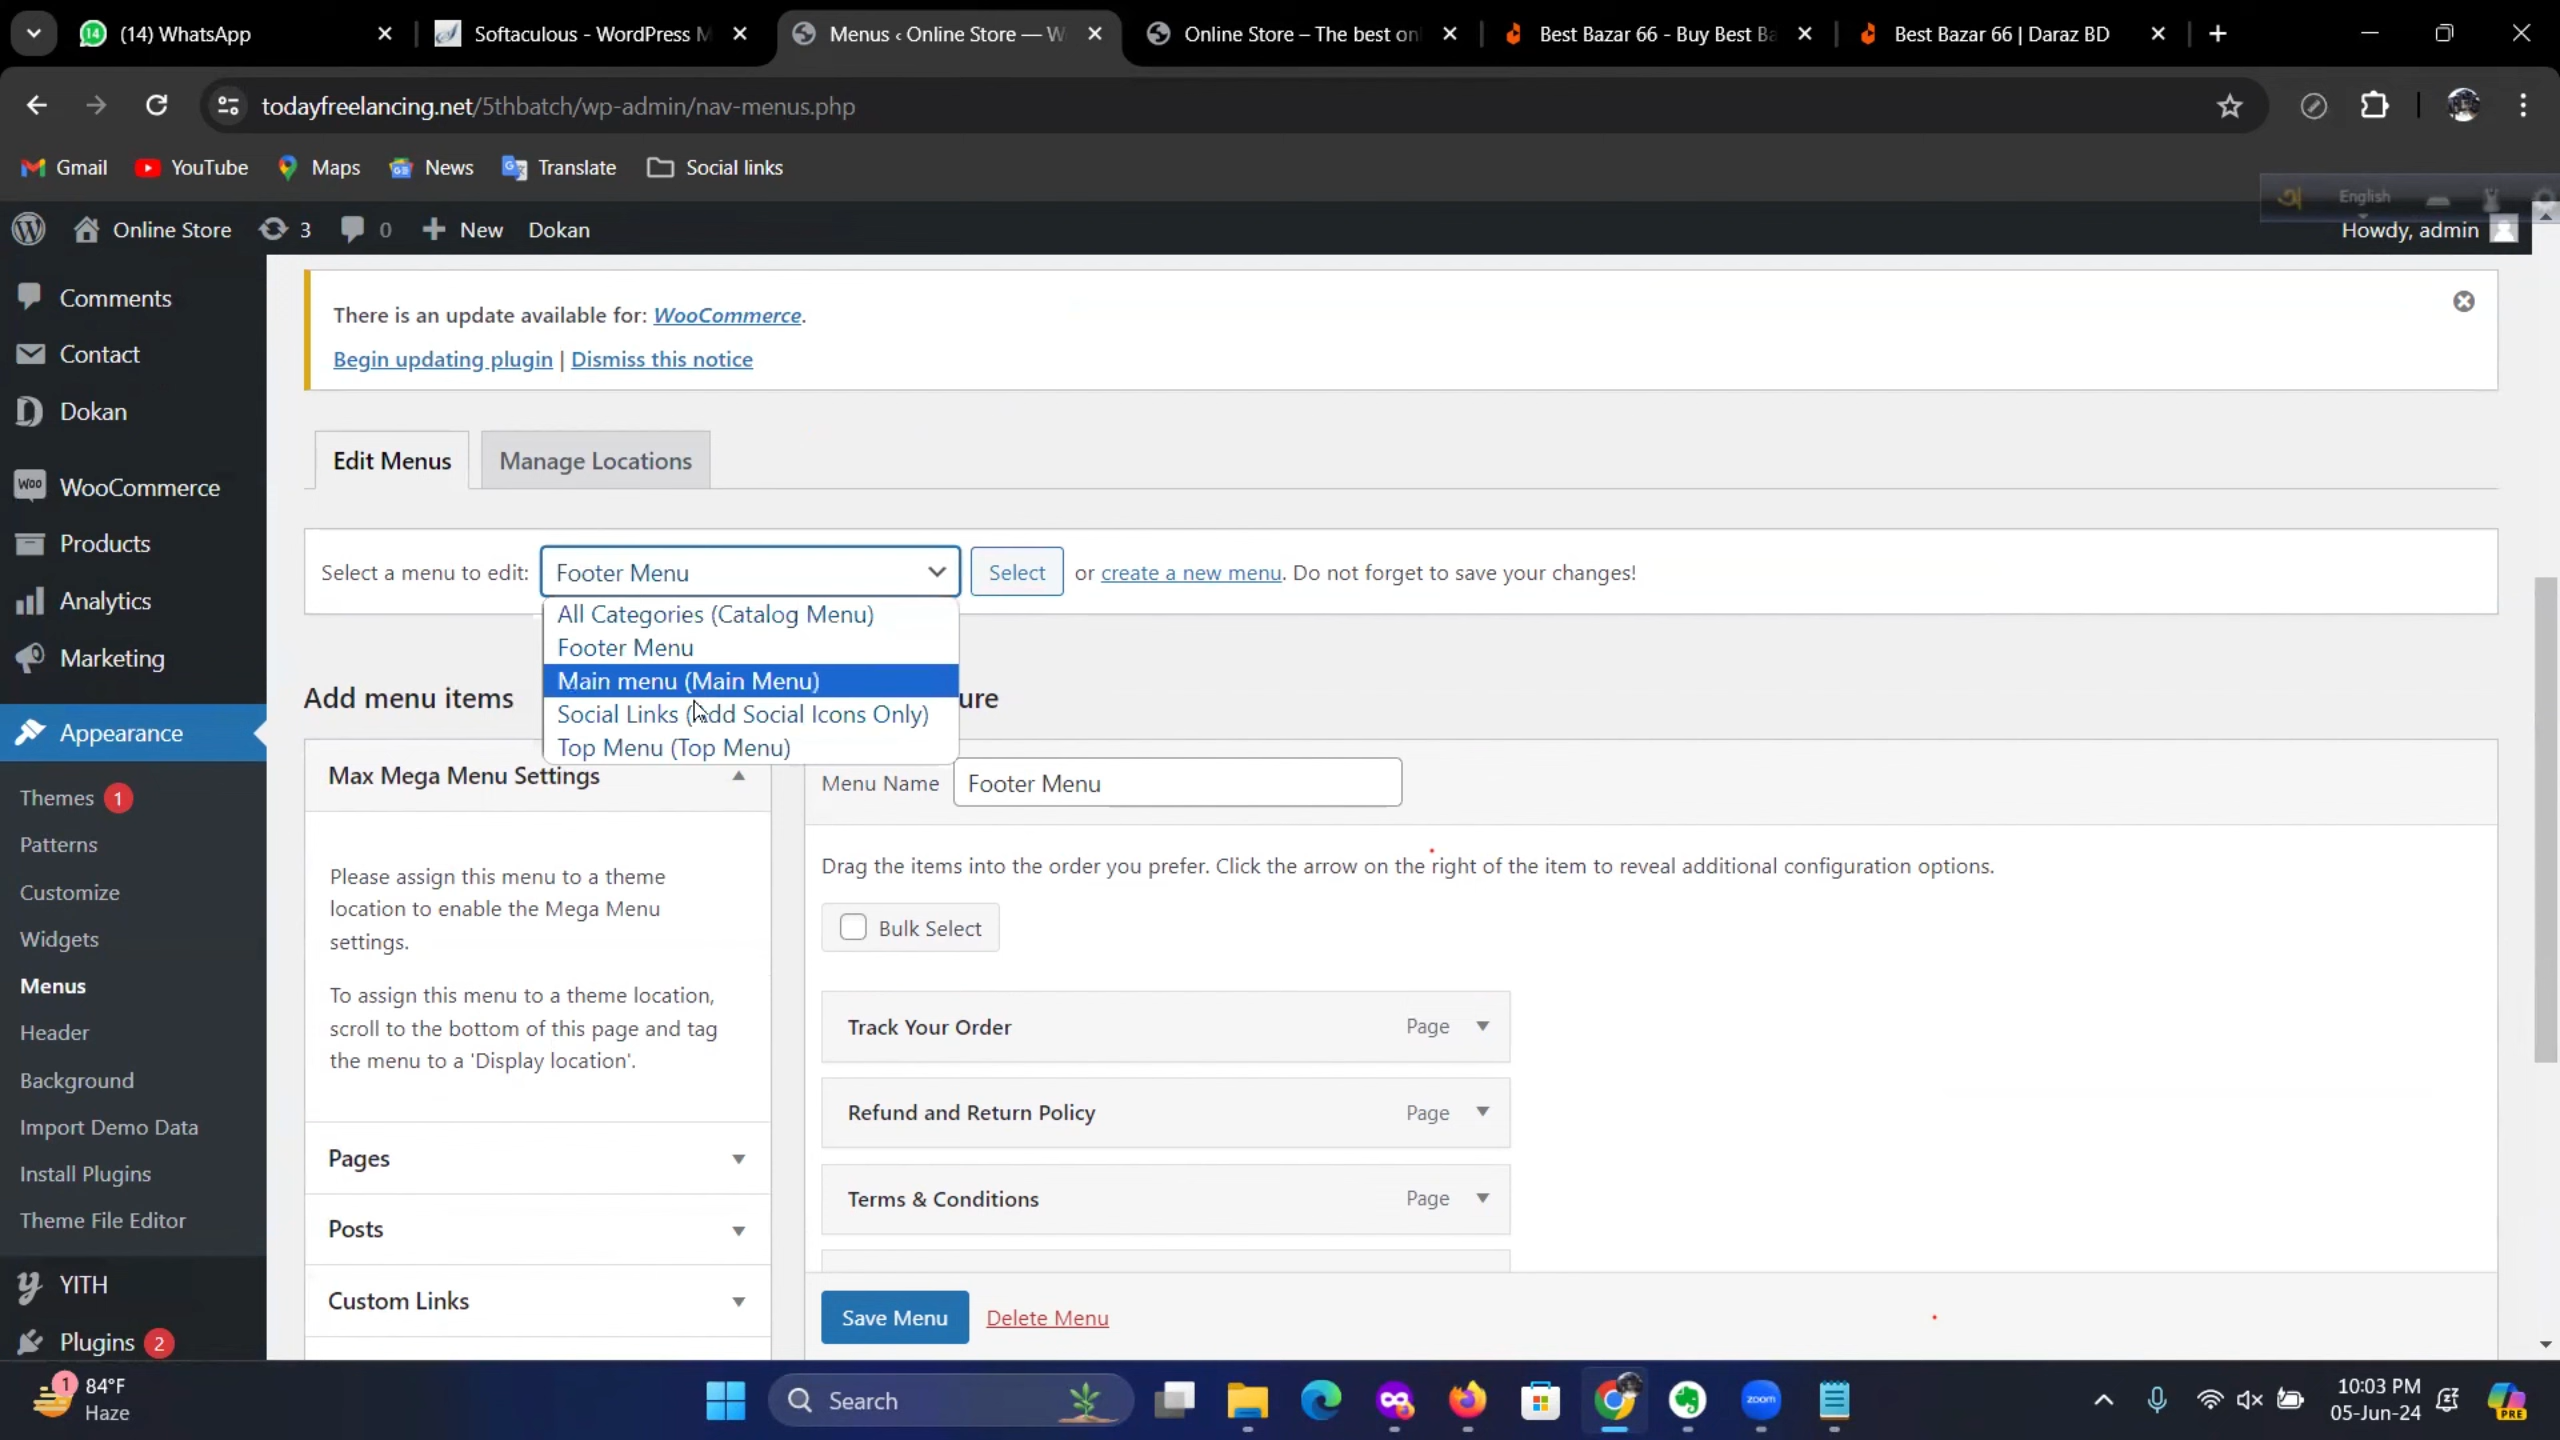 (14) WhatsApp
Softaculous - WordPress M
Menus ‹ Online Store — W
Online Store – The best onl
Best Bazar 66 - Buy Best Ba
Best Bazar 66 | Daraz BD
todayfreelancing.net/5thbatch/wp-admin/nav-menus.php
Gmail
YouTube
Maps
News
Translate
Social links
English
Online Store
3
0
New
Dokan
Howdy, admin
Comments
Contact
Dokan
WooCommerce
Products
Analytics
Marketing
Appearance
Themes 1
Patterns
Customize
Widgets
Menus
Header
Background
Import Demo Data
Install Plugins
Theme File Editor
YITH
Plugins 2
There is an update available for: WooCommerce.
Begin updating plugin | Dismiss this notice
Edit Menus
Manage Locations
Select a menu to edit:
Footer Menu
Select
or create a new menu. Do not forget to save your changes!
All Categories (Catalog Menu)
Footer Menu
Main menu (Main Menu)
Social Links (Add Social Icons Only)
Top Menu (Top Menu)
Add menu items
ure
Max Mega Menu Settings
Please assign this menu to a theme
location to enable the Mega Menu
settings.
To assign this menu to a theme location,
scroll to the bottom of this page and tag
the menu to a 'Display location'.
Pages
Posts
Custom Links
Menu Name
Footer Menu
Drag the items into the order you prefer. Click the arrow on the right of the item to reveal additional configuration options.
Bulk Select
Track Your Order
Page
Refund and Return Policy
Page
Terms & Conditions
Page
Save Menu
Delete Menu
1
84°F
Haze
Search
zoom
10:03 PM
05-Jun-24
PRE